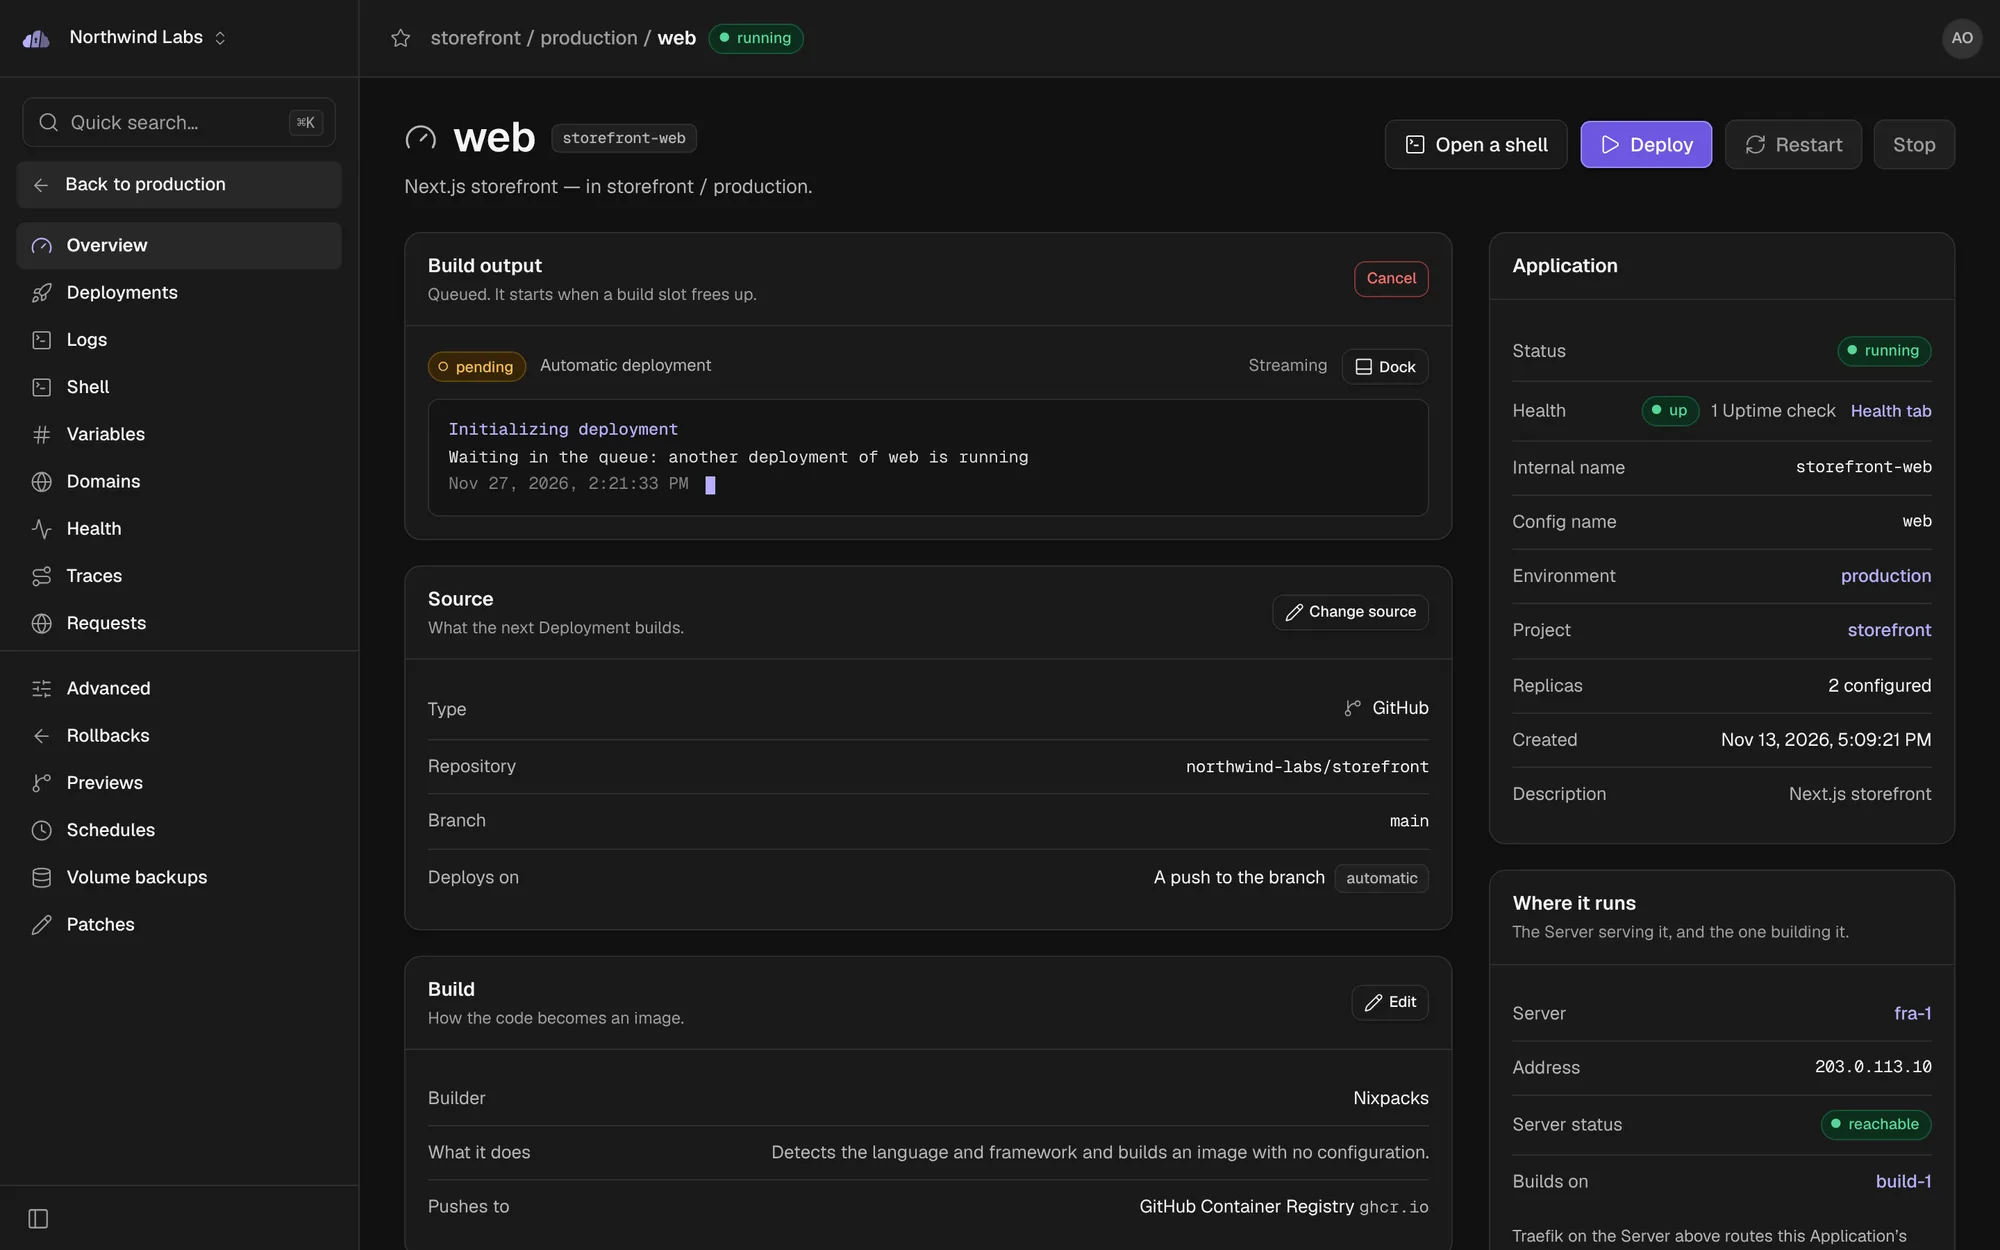 Northwind Labs
storefront / production / web running
AO
Quick search... ⌘K
Back to production
Overview
Deployments
Logs
Shell
Variables
Domains
Health
Traces
Requests
Advanced
Rollbacks
Previews
Schedules
Volume backups
Patches
web storefront-web
Next.js storefront — in storefront / production.
Open a shell
Deploy
Restart
Stop
Build output
Queued. It starts when a build slot frees up.
Cancel
pending Automatic deployment
Streaming
Dock
Initializing deployment
Waiting in the queue: another deployment of web is running
Nov 27, 2026, 2:21:33 PM
Source
What the next Deployment builds.
Change source
Type GitHub
Repository northwind-labs/storefront
Branch main
Deploys on A push to the branch automatic
Build
How the code becomes an image.
Edit
Builder Nixpacks
What it does Detects the language and framework and builds an image with no configuration.
Pushes to GitHub Container Registry ghcr.io
Application
Status running
Health up 1 Uptime check Health tab
Internal name storefront-web
Config name web
Environment production
Project storefront
Replicas 2 configured
Created Nov 13, 2026, 5:09:21 PM
Description Next.js storefront
Where it runs
The Server serving it, and the one building it.
Server fra-1
Address 203.0.113.10
Server status reachable
Builds on build-1
Traefik on the Server above routes this Application's